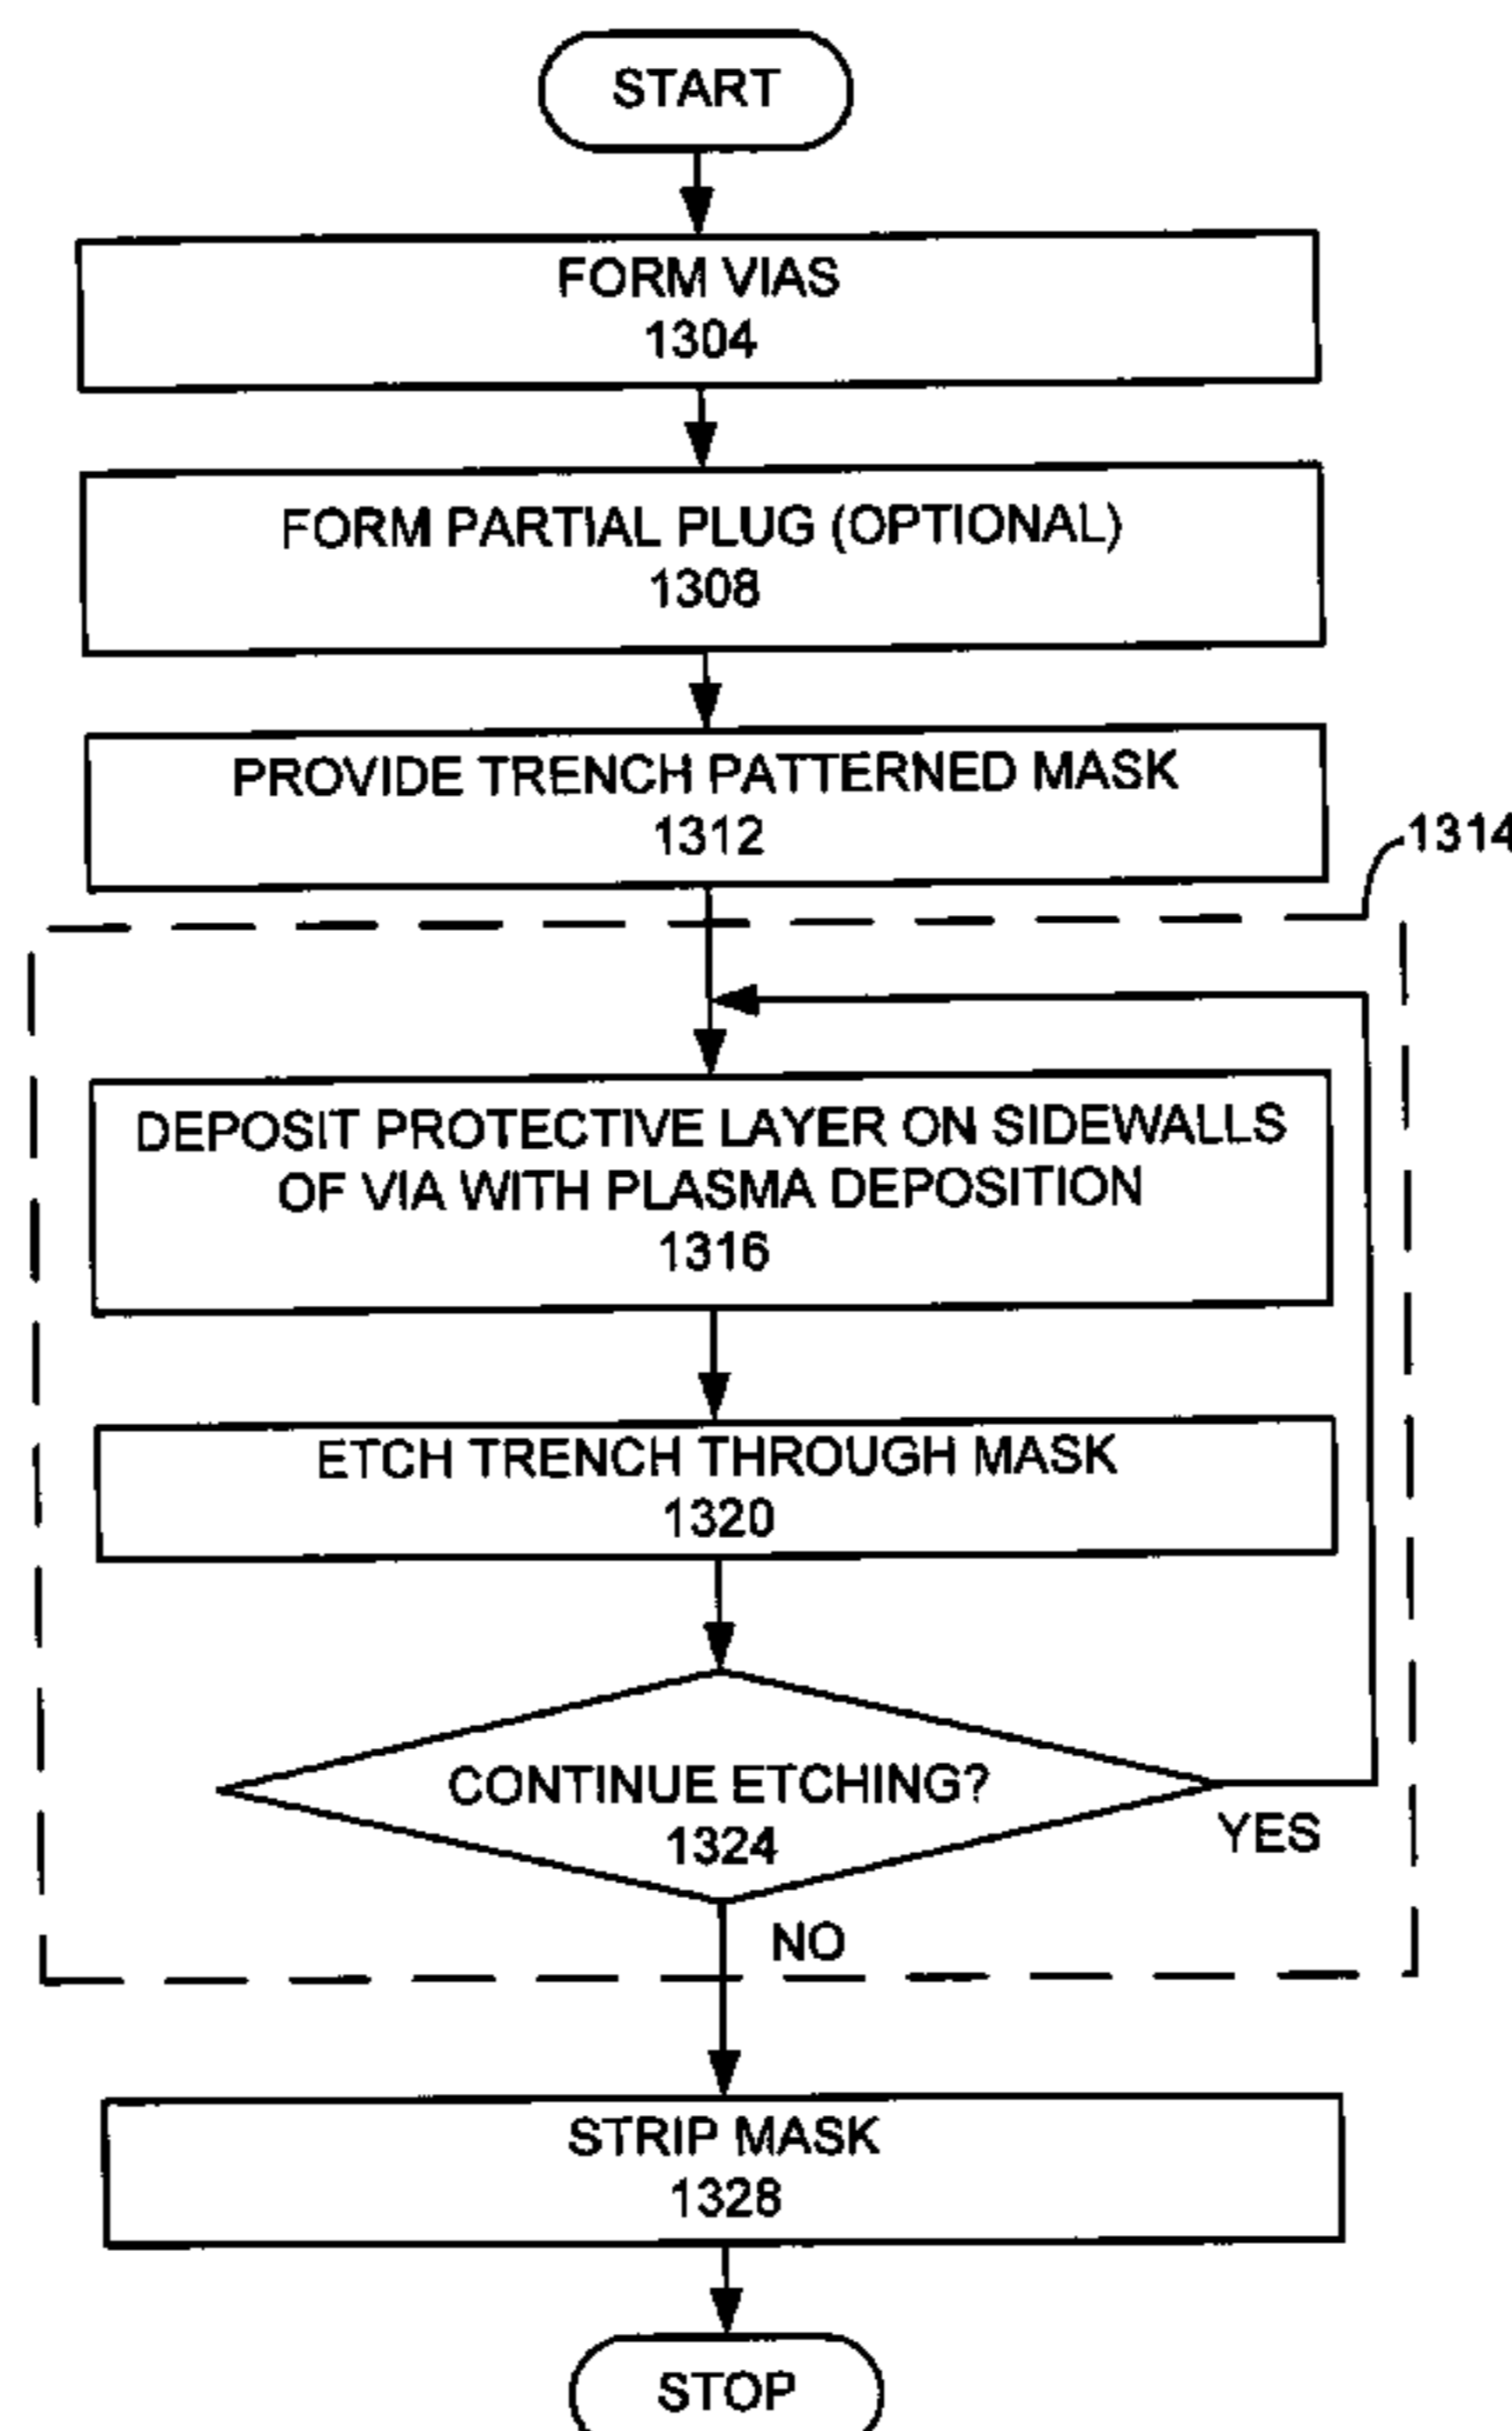 START
FORM VIAS
1304
FORM PARTIAL PLUG (OPTIONAL)
1308
PROVIDE TRENCH PATTERNED MASK
1312
1314
DEPOSIT PROTECTIVE LAYER ON SIDEWALLS
OF VIA WITH PLASMA DEPOSITION
1316
ETCH TRENCH THROUGH MASK
1320
CONTINUE ETCHING?
1324
YES
NO
STRIP MASK
1328
STOP